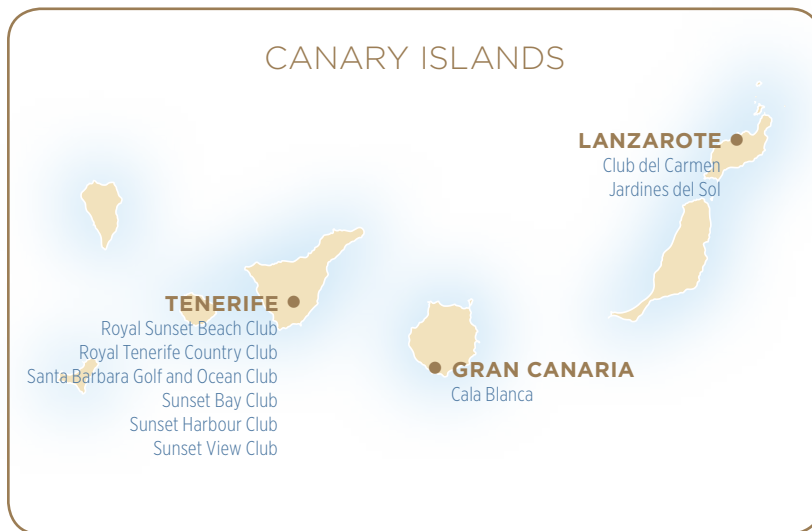 CANARY ISLANDS
LANZAROTE
Club del Carmen
Jardines del Sol
TENERIFE
Royal Sunset Beach Club
Royal Tenerife Country Club
Santa Barbara Golf and Ocean Club
Sunset Bay Club
Sunset Harbour Club
Sunset View Club
GRAN CANARIA
Cala Blanca